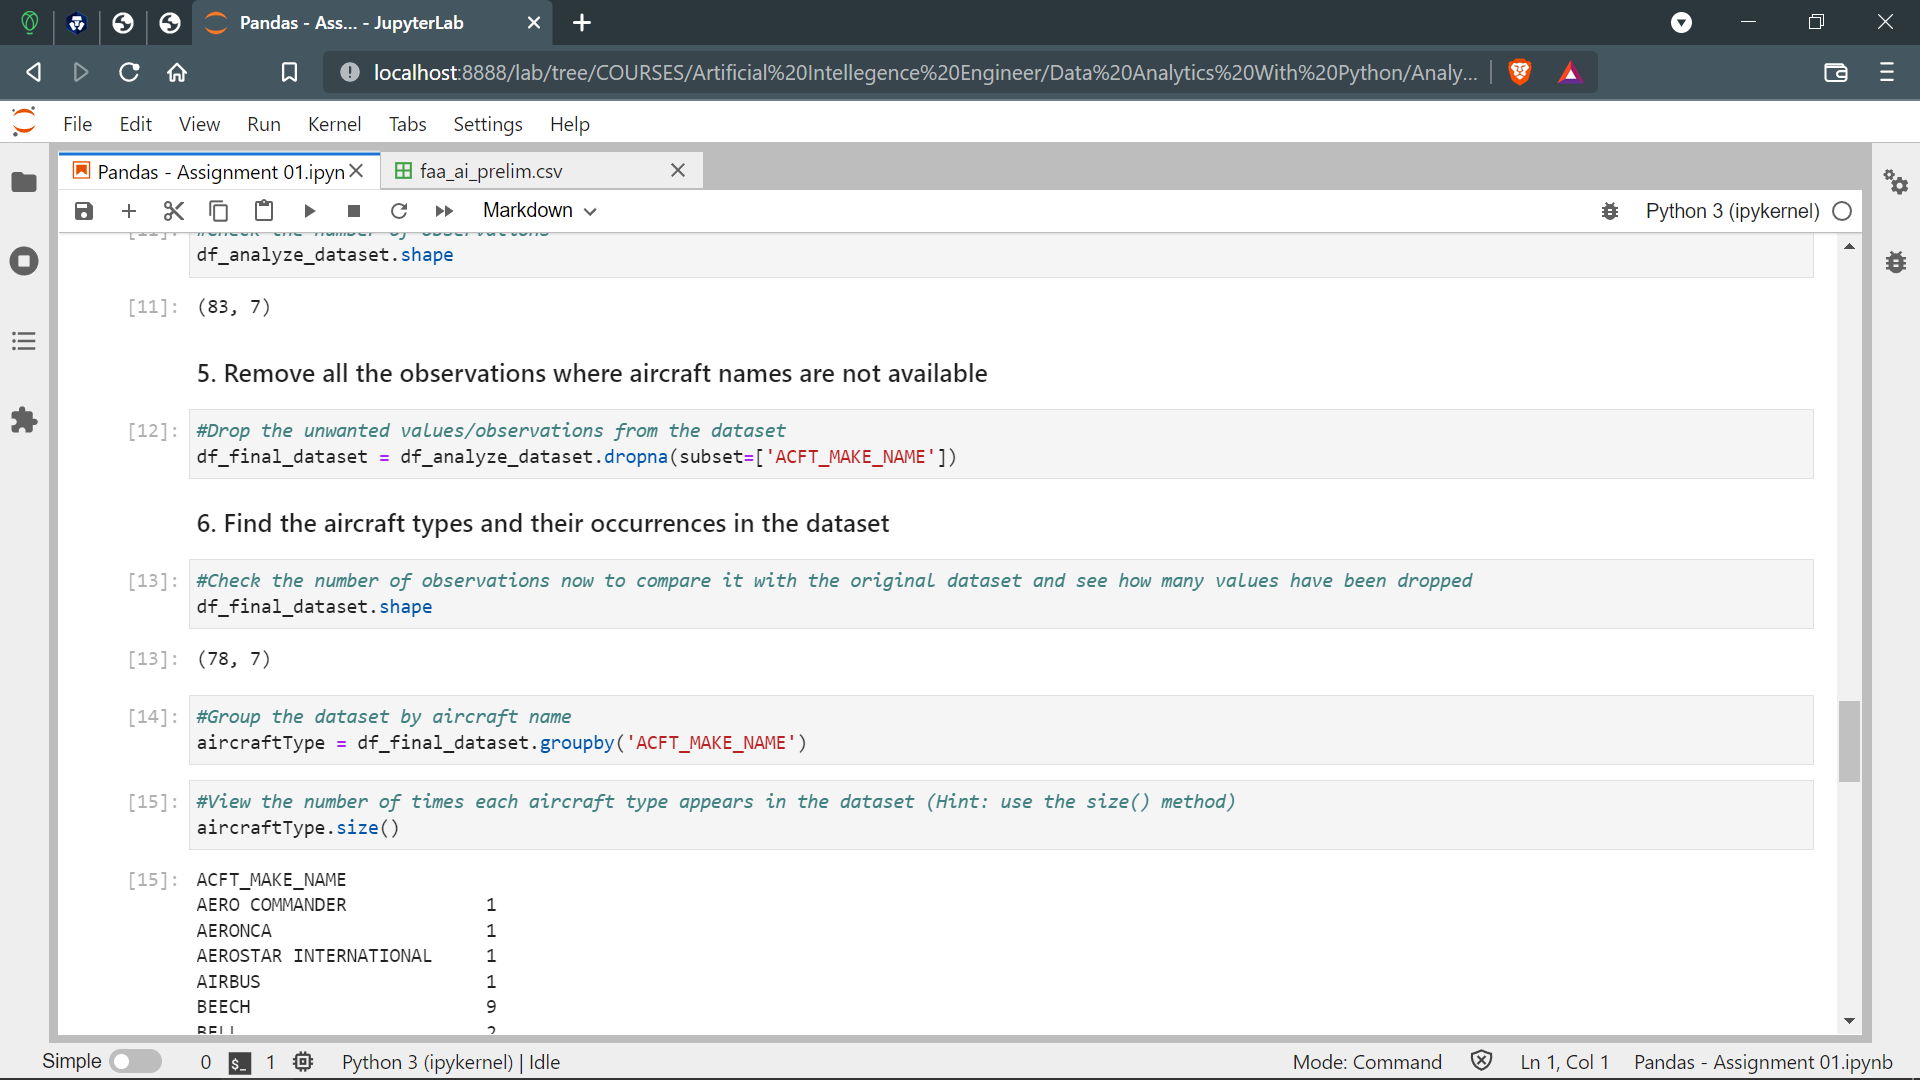 Pandas - Ass... - JupyterLab
localhost:8888/lab/tree/COURSES/Artificial%20Intellegence%20Engineer/Data%20Analytics%20With%20Python/Analy...
File Edit View Run Kernel Tabs Settings Help
Pandas - Assignment 01.ipyn
faa_ai_prelim.csv
Markdown
Python 3 (ipykernel)
[11]: #Check the number of observations
df_analyze_dataset.shape
[11]: (83, 7)
5. Remove all the observations where aircraft names are not available
[12]: #Drop the unwanted values/observations from the dataset
df_final_dataset = df_analyze_dataset.dropna(subset=['ACFT_MAKE_NAME'])
6. Find the aircraft types and their occurrences in the dataset
[13]: #Check the number of observations now to compare it with the original dataset and see how many values have been dropped
df_final_dataset.shape
[13]: (78, 7)
[14]: #Group the dataset by aircraft name
aircraftType = df_final_dataset.groupby('ACFT_MAKE_NAME')
[15]: #View the number of times each aircraft type appears in the dataset (Hint: use the size() method)
aircraftType.size()
[15]: ACFT_MAKE_NAME
AERO COMMANDER 1
AERONCA 1
AEROSTAR INTERNATIONAL 1
AIRBUS 1
BEECH 9
BELL 2
Simple 0 $_ 1 Python 3 (ipykernel) | Idle Mode: Command Ln 1, Col 1 Pandas - Assignment 01.ipynb